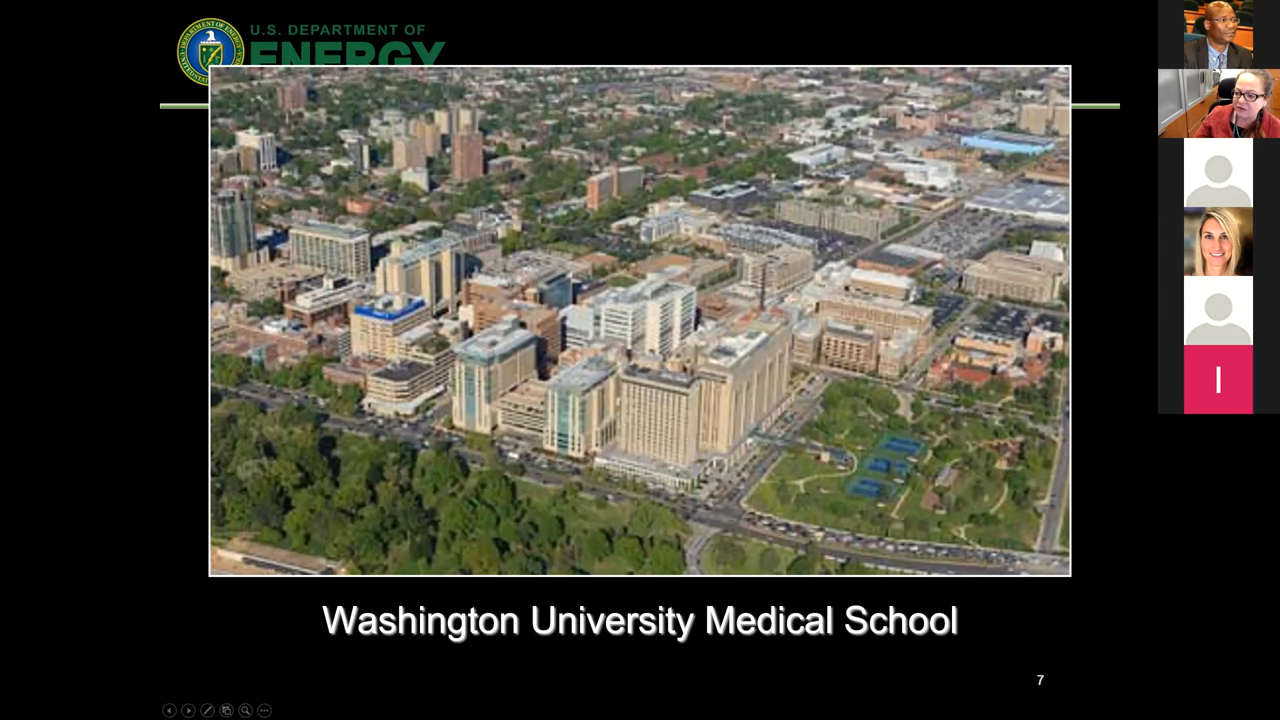 U.S. DEPARTMENT OF
ENERGY
Washington University Medical School
7
I